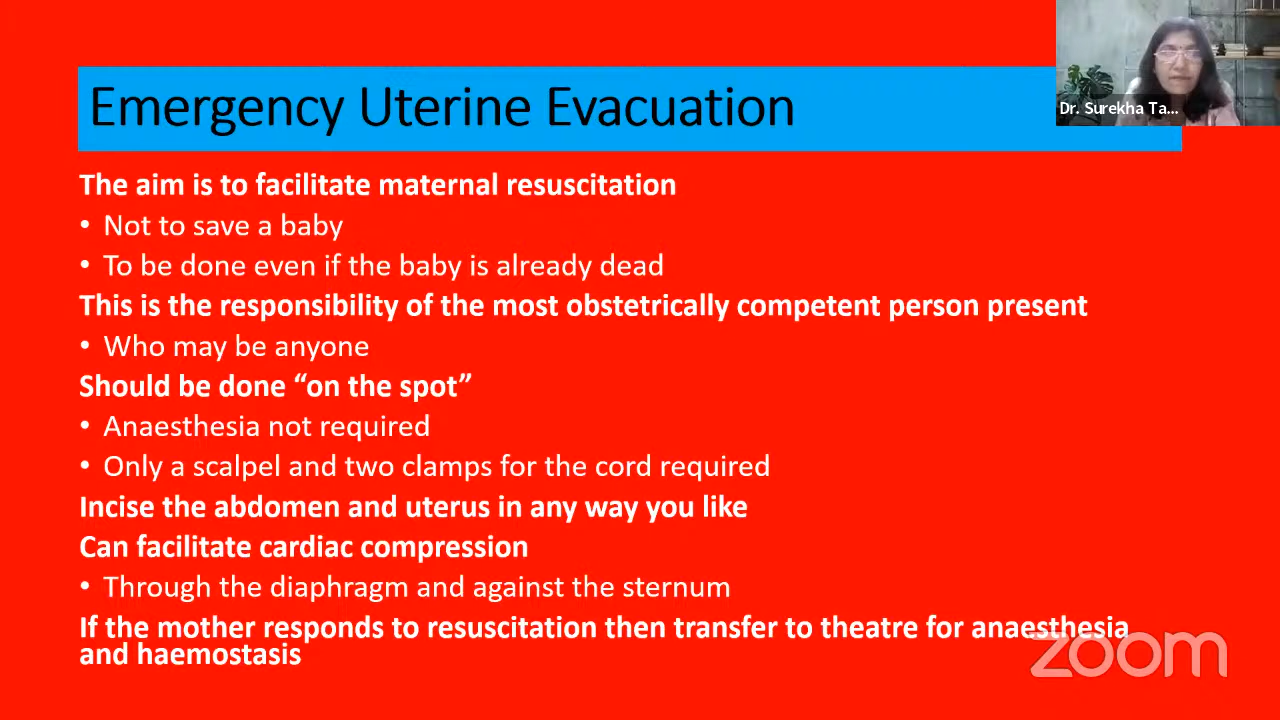 Emergency Uterine Evacuation
Dr. Surekha Ta...
The aim is to facilitate maternal resuscitation
• Not to save a baby
• To be done even if the baby is already dead
This is the responsibility of the most obstetrically competent person present
• Who may be anyone
Should be done “on the spot”
• Anaesthesia not required
• Only a scalpel and two clamps for the cord required
Incise the abdomen and uterus in any way you like
Can facilitate cardiac compression
• Through the diaphragm and against the sternum
If the mother responds to resuscitation then transfer to theatre for anaesthesia
and haemostasis
zoom